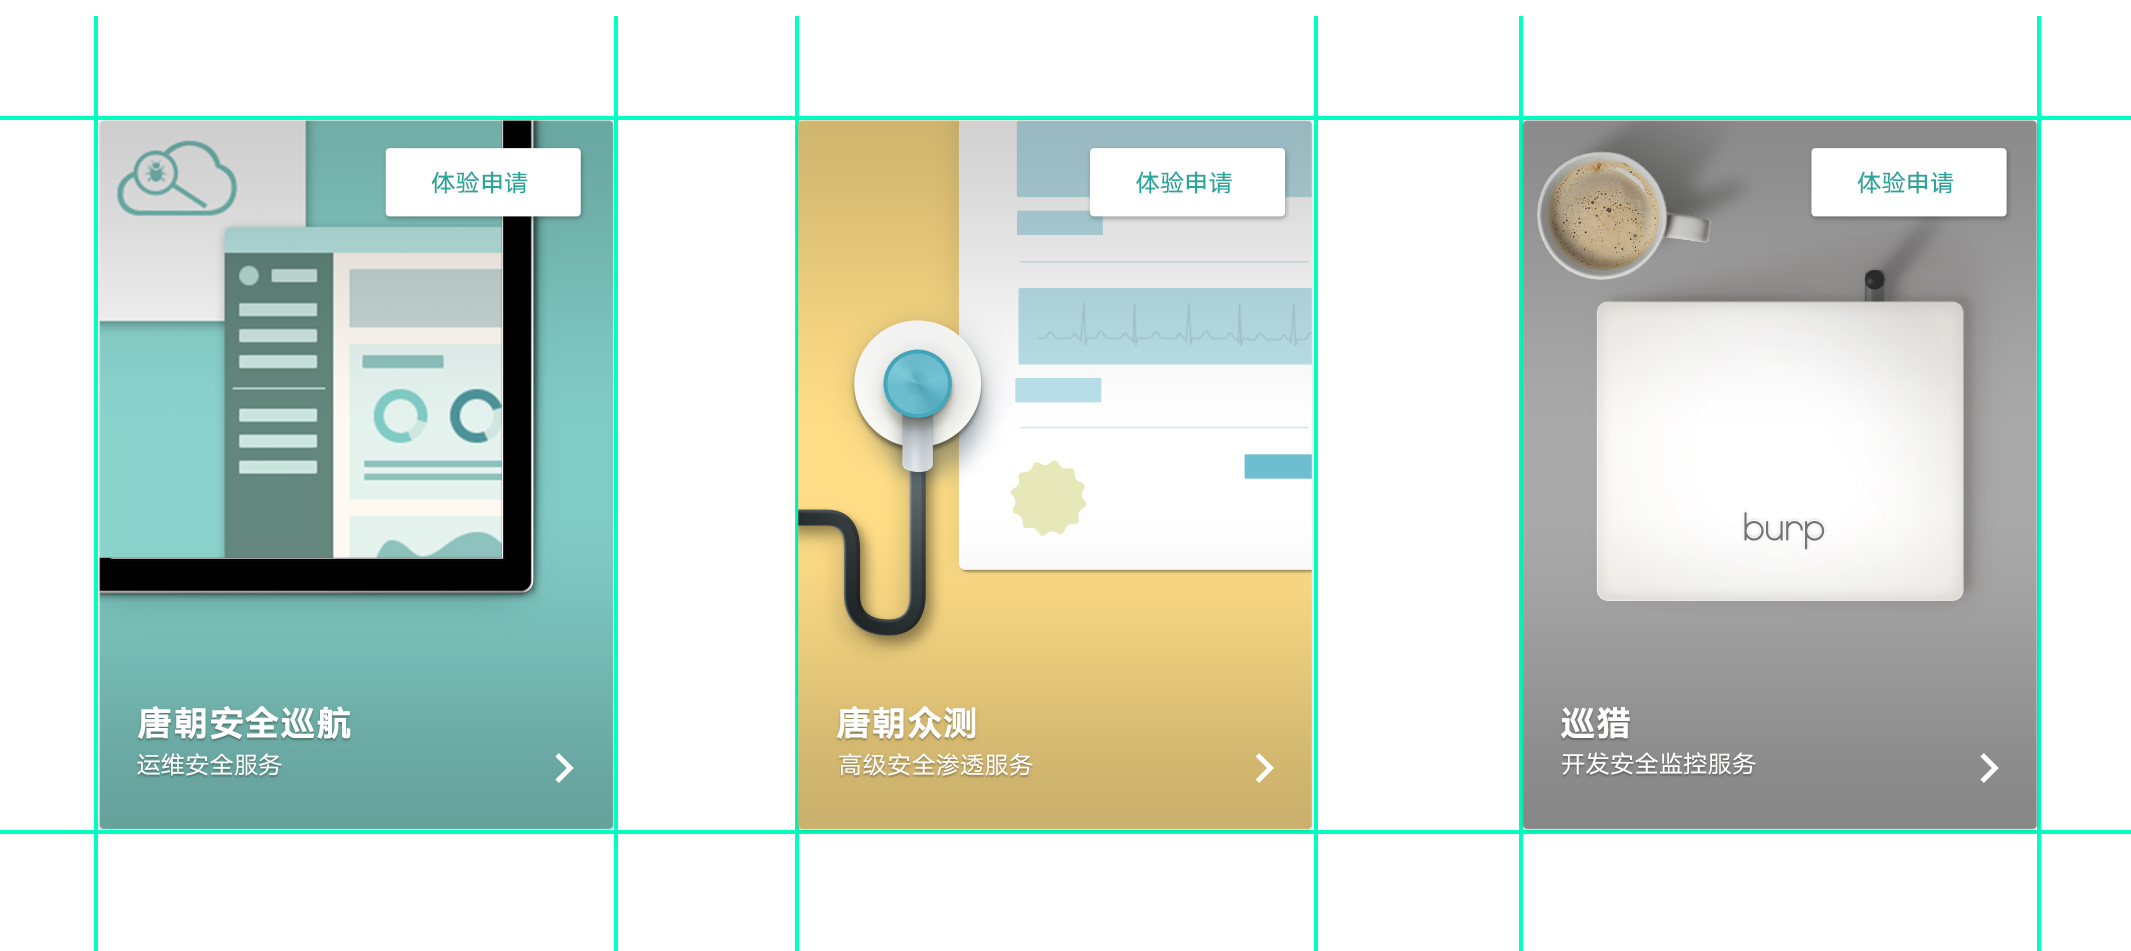 体验申请
唐朝安全巡航
运维安全服务
体验申请
唐朝众测
高级安全渗透服务
体验申请
burp
巡猎
开发安全监控服务